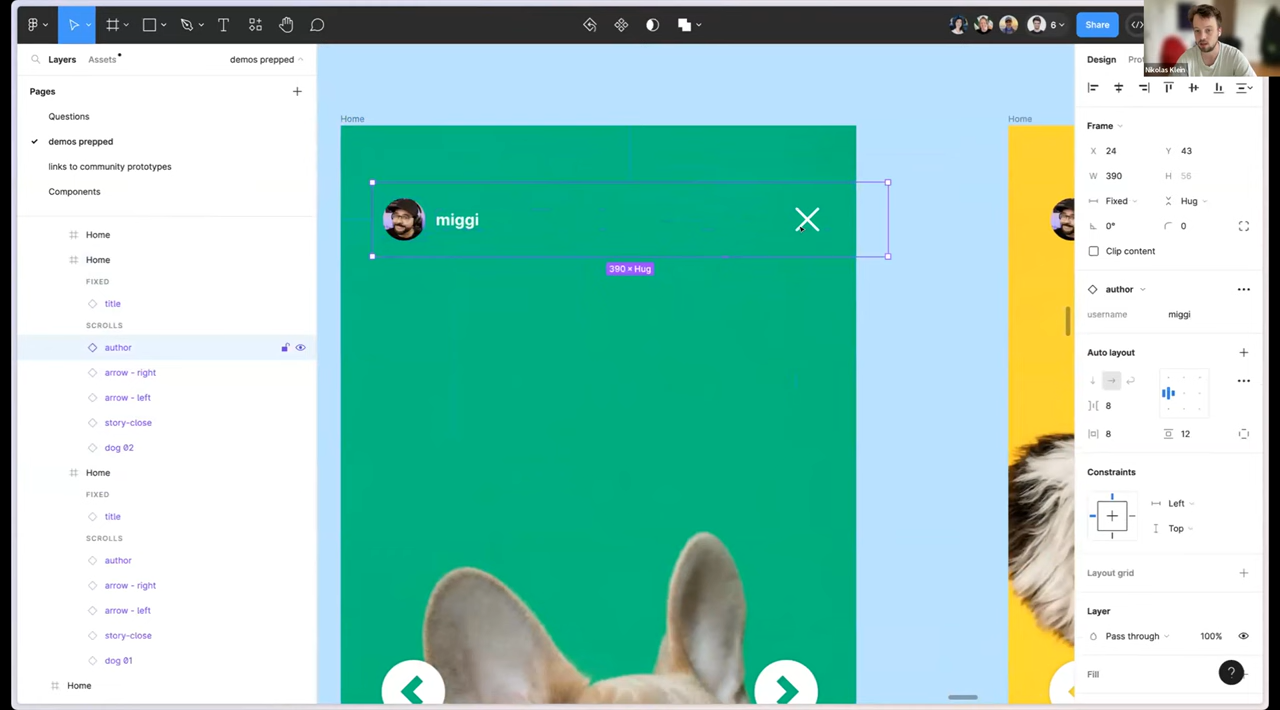 6
Share
Nikolas Klein
Layers
Assets
demos prepped
Pages
Questions
demos prepped
links to community prototypes
Components
Home
Home
FIXED
title
SCROLLS
author
arrow - right
arrow - left
story-close
dog 02
Home
FIXED
title
SCROLLS
author
arrow - right
arrow - left
story-close
dog 01
Home
Home
miggi
390 × Hug
Home
Design
Frame
X 24 Y 43
W 390 H 56
Fixed Hug
0° 0
Clip content
author
username miggi
Auto layout
8
8 12
Constraints
Left
Top
Layout grid
Layer
Pass through 100%
Fill
?